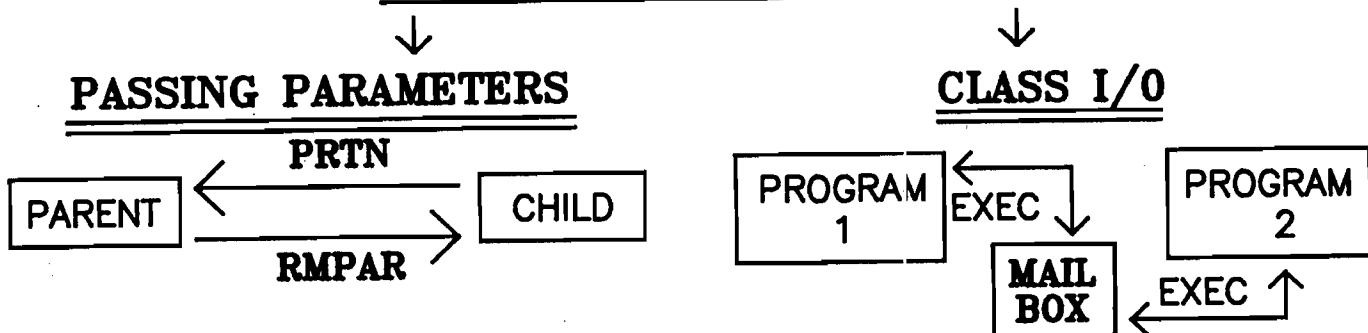 PASSING PARAMETERS
PRTN
PARENT
CHILD
RMPAR
CLASS I/O
PROGRAM
1
EXEC
PROGRAM
2
MAIL
BOX
EXEC